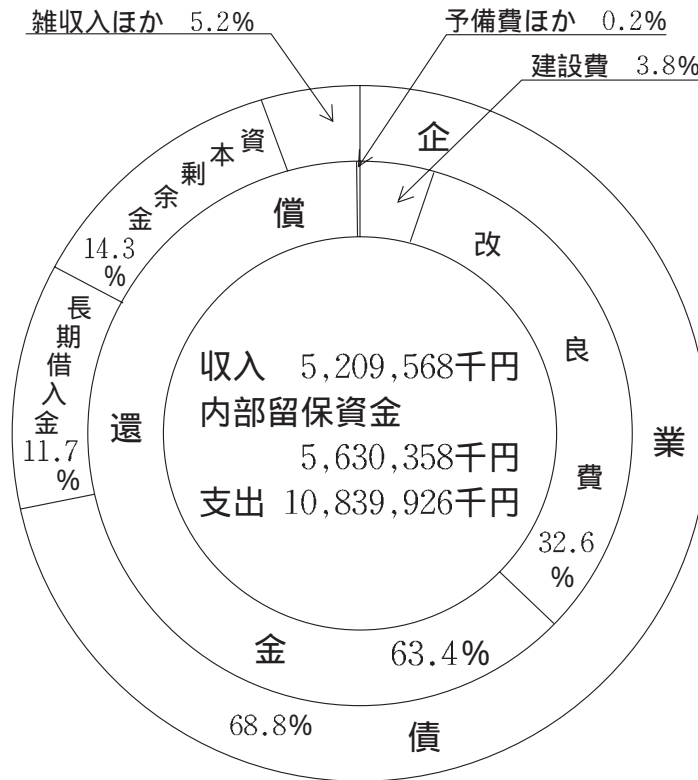 雑収入ほか 5.2%
予備費ほか 0.2%
建設費 3.8%
企業債
68.8%
資本剰余金
14.3
%
長期借入金
11.7
%
改良費
32.6
%
償還金 63.4%
収入 5,209,568千円
内部留保資金
5,630,358千円
支出 10,839,926千円